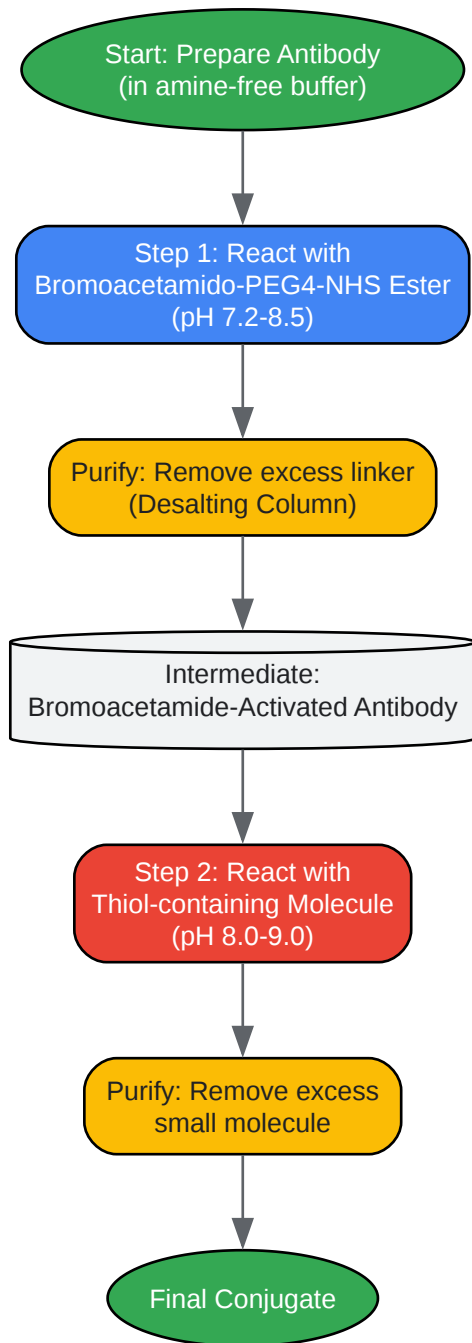 Start: Prepare Antibody
(in amine-free buffer)
Step 1: React with
Bromoacetamido-PEG4-NHS Ester
(pH 7.2-8.5)
Purify: Remove excess linker
(Desalting Column)
Intermediate:
Bromoacetamide-Activated Antibody
Step 2: React with
Thiol-containing Molecule
(pH 8.0-9.0)
Purify: Remove excess
small molecule
Final Conjugate